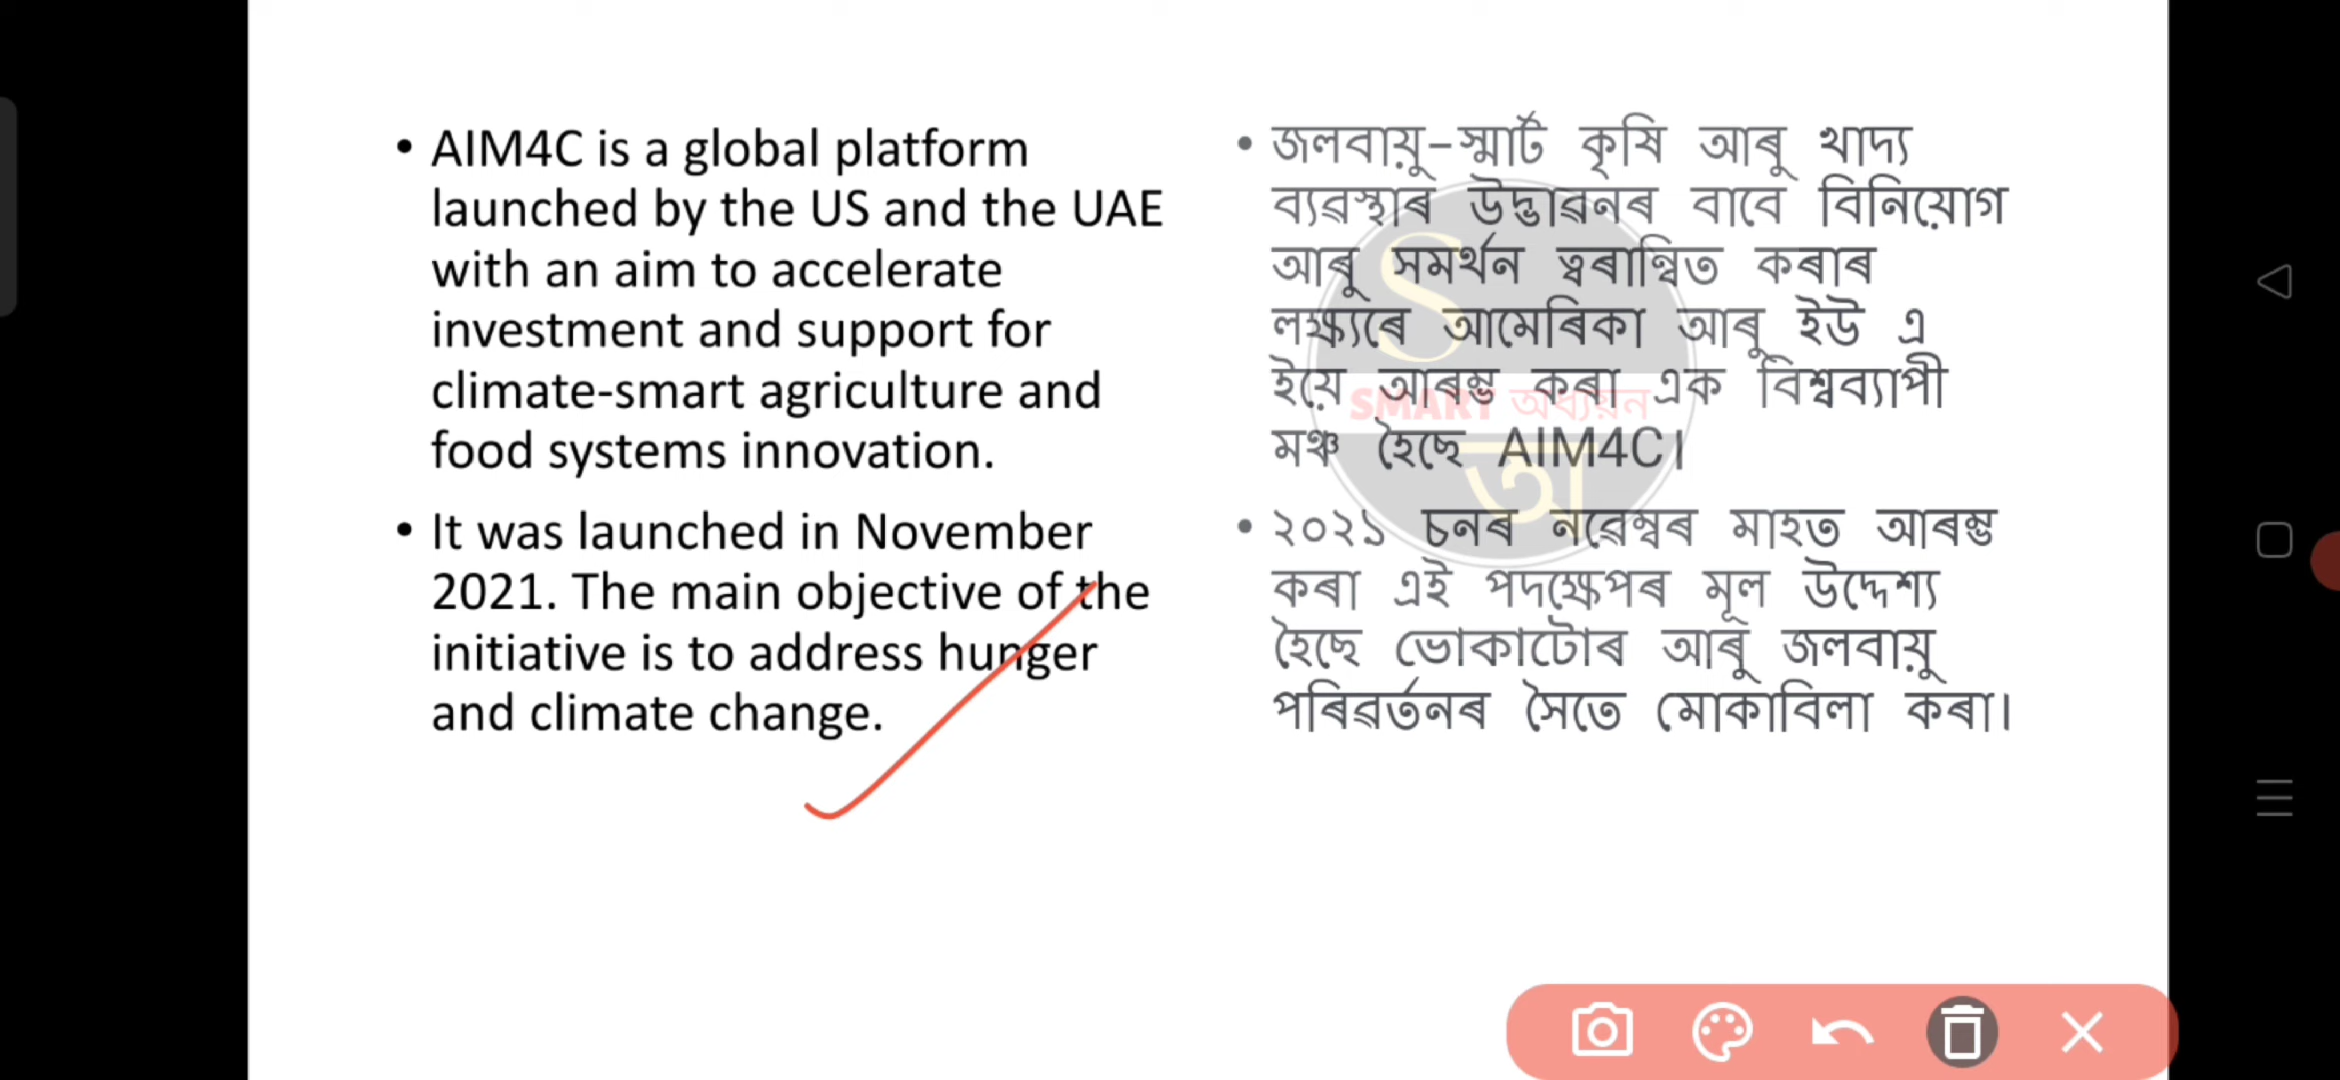 • AIM4C is a global platform
launched by the US and the UAE
with an aim to accelerate
investment and support for
climate-smart agriculture and
food systems innovation.
• It was launched in November
2021. The main objective of the
initiative is to address hunger
and climate change.
• জলবায়ু-স্মাৰ্ট কৃষি আৰু খাদ্য
ব্যৱস্থাৰ উদ্ভাৱনৰ বাবে বিনিয়োগ
আৰু সমৰ্থন ত্বৰান্বিত কৰাৰ
লক্ষ্যৰে আমেৰিকা আৰু ইউ এ
ইয়ে আৰম্ভ কৰা এক বিশ্বব্যাপী
মঞ্চ হৈছে AIM4C।
• ২০২১ চনৰ নৱেম্বৰ মাহত আৰম্ভ
কৰা এই পদক্ষেপৰ মূল উদ্দেশ্য
হৈছে ভোকাটোৰ আৰু জলবায়ু
পৰিৱৰ্তনৰ সৈতে মোকাবিলা কৰা।
S
SMART অধ্যয়ন
অ